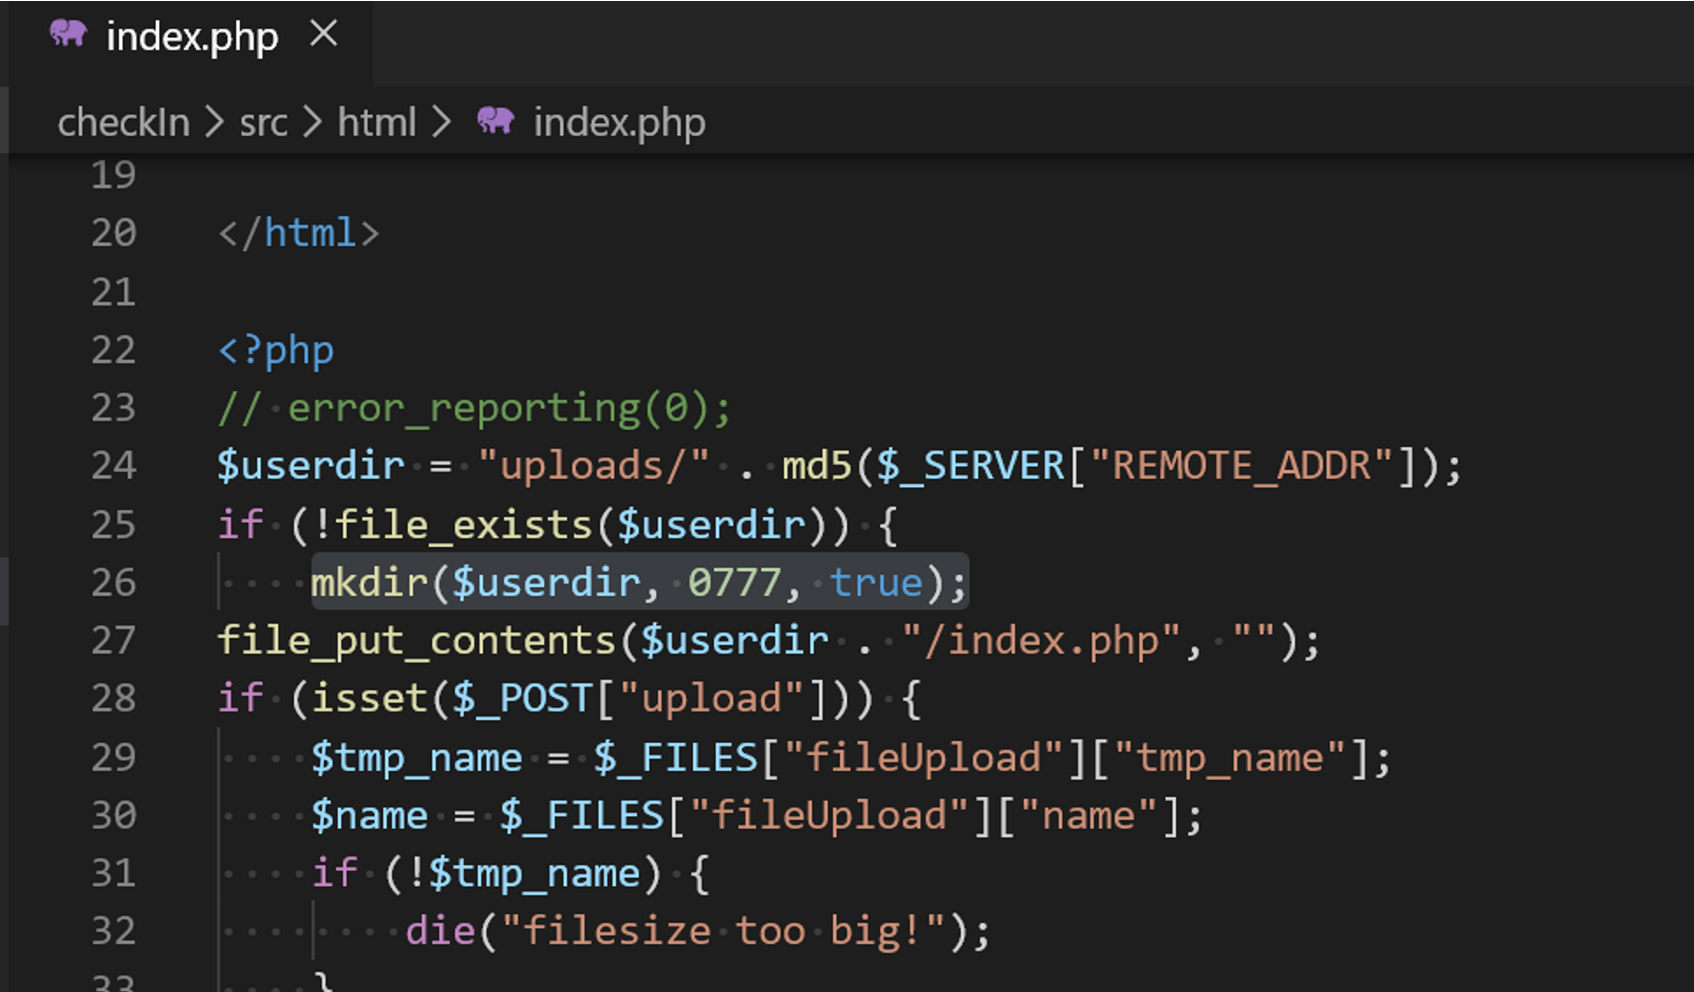 index.php ×
checkIn > src > html > index.php
19
20 </html>
21
22 <?php
23 // error_reporting(0);
24 $userdir = "uploads/" . md5($_SERVER["REMOTE_ADDR"]);
25 if (!file_exists($userdir)) {
26     mkdir($userdir, 0777, true);
27 file_put_contents($userdir . "/index.php", "");
28 if (isset($_POST["upload"])) {
29     $tmp_name = $_FILES["fileUpload"]["tmp_name"];
30     $name = $_FILES["fileUpload"]["name"];
31     if (!$tmp_name) {
32         die("filesize too big!");
33     }